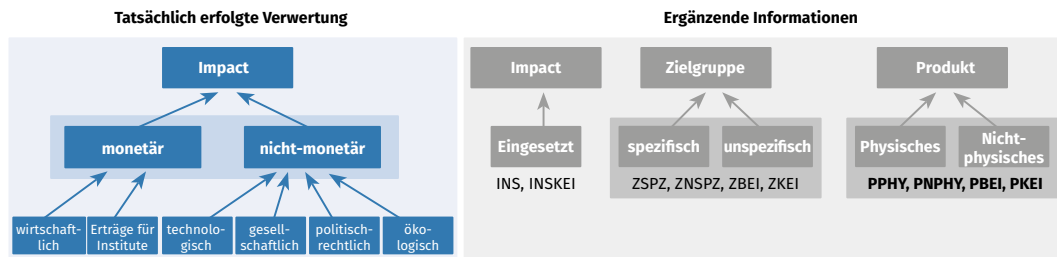 Tatsächlich erfolgte Verwertung
Impact
monetär
nicht-monetär
wirtschaft-
lich
Erträge für
Institute
technolo-
gisch
gesell-
schaftlich
politisch-
rechtlich
öko-
logisch
Ergänzende Informationen
Impact
Eingesetzt
INS, INSKEI
Zielgruppe
spezifisch
unspezifisch
ZSPZ, ZNSPZ, ZBEI, ZKEI
Produkt
Physisches
Nicht-
physisches
PPHY, PNPHY, PBEI, PKEI